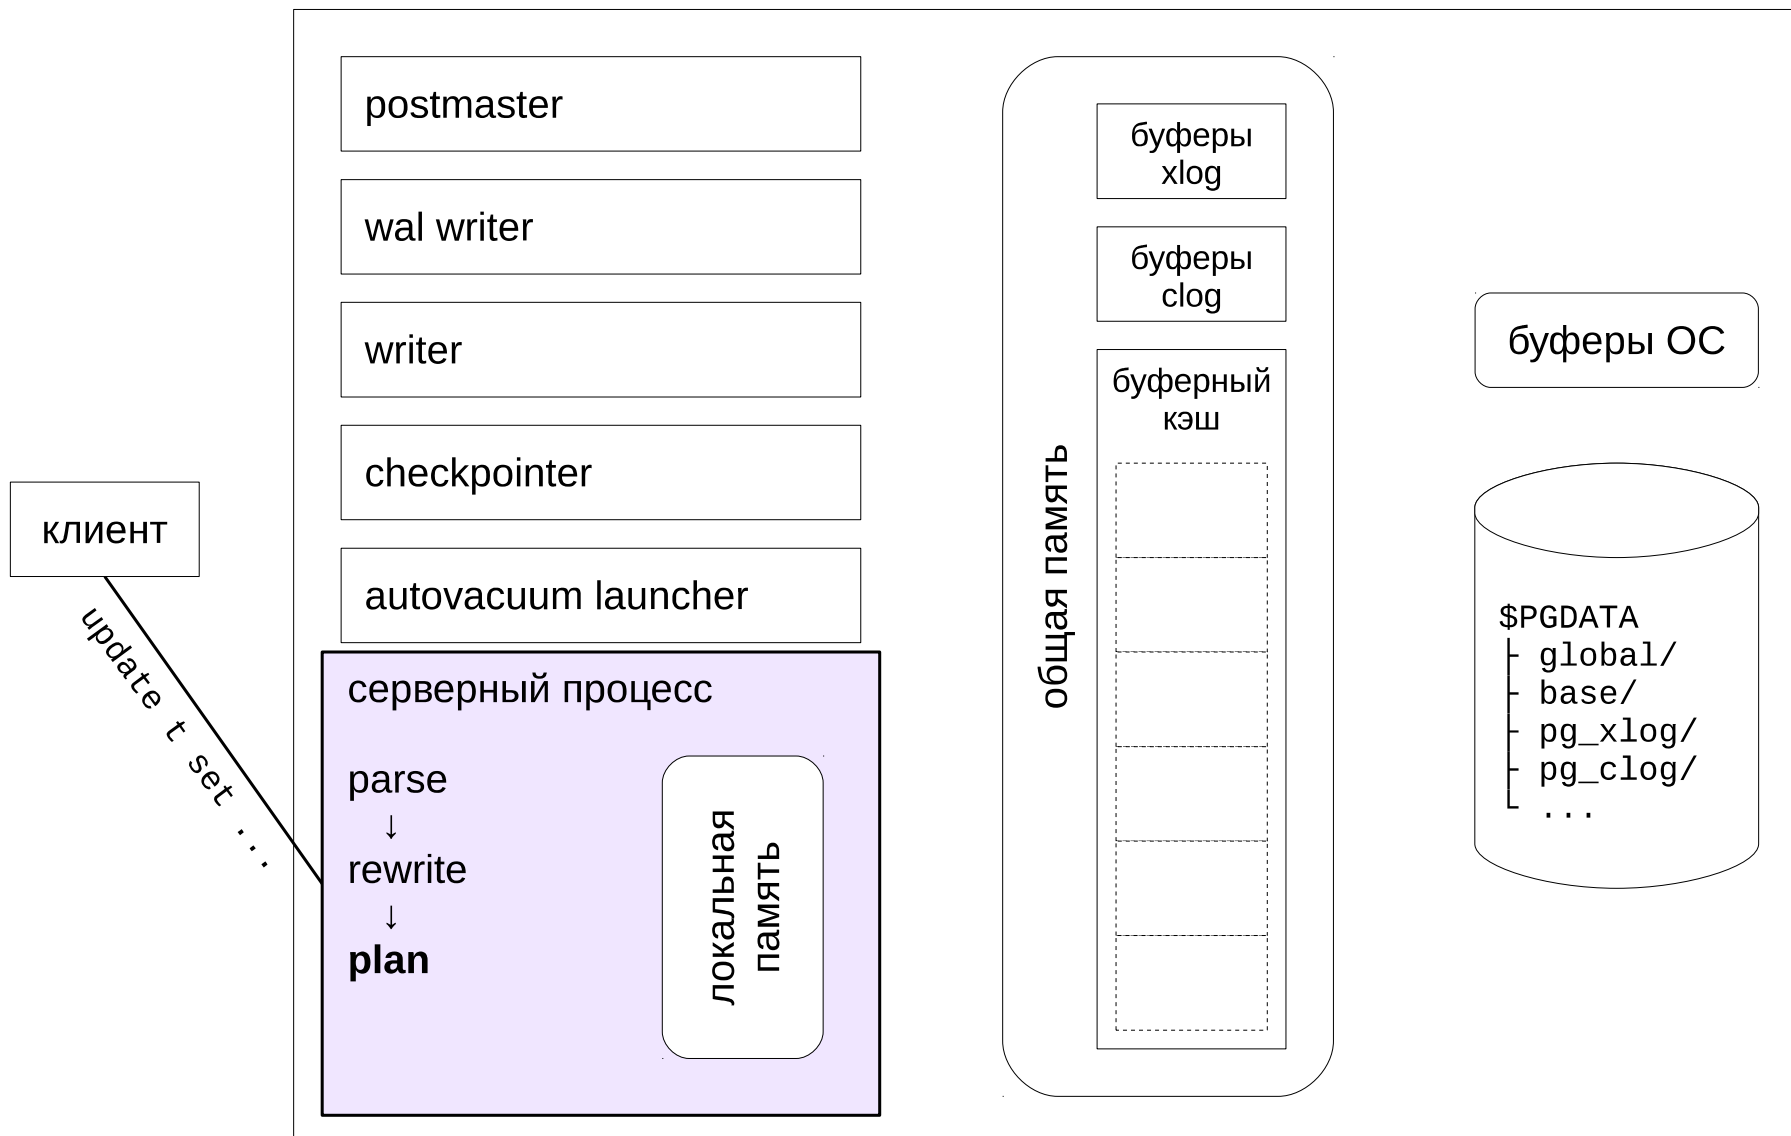 postmaster
wal writer
writer
checkpointer
autovacuum launcher
клиент
update t set ...
серверный процесс
parse
↓
rewrite
↓
plan
локальная
память
общая память
буферы
xlog
буферы
clog
буферный
кэш
буферы ОС
$PGDATA
├ global/
├ base/
├ pg_xlog/
├ pg_clog/
└ ...